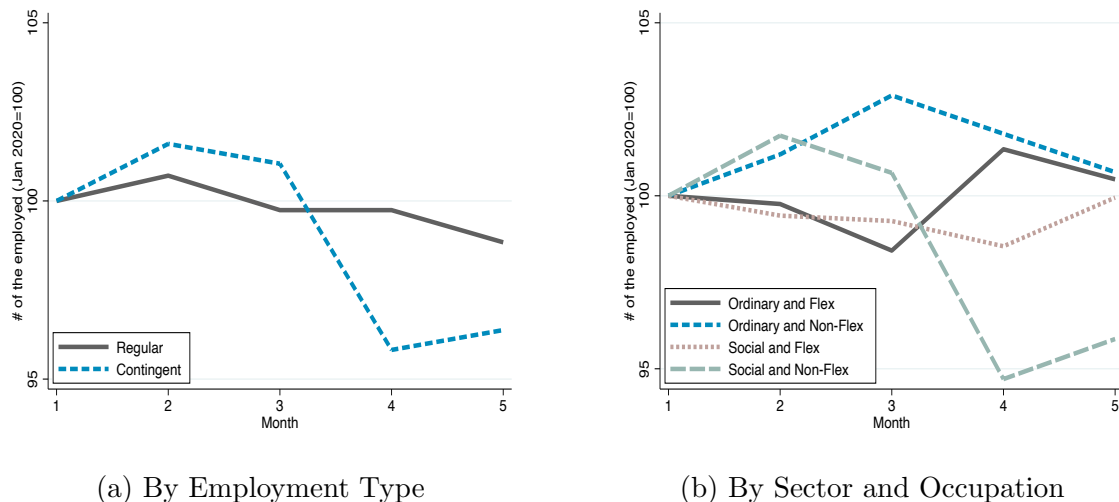 # of the employed (Jan 2020=100)
105
100
95
Regular
Contingent
1 2 3 4 5
Month
(a) By Employment Type
# of the employed (Jan 2020=100)
105
100
95
Ordinary and Flex
Ordinary and Non-Flex
Social and Flex
Social and Non-Flex
1 2 3 4 5
Month
(b) By Sector and Occupation